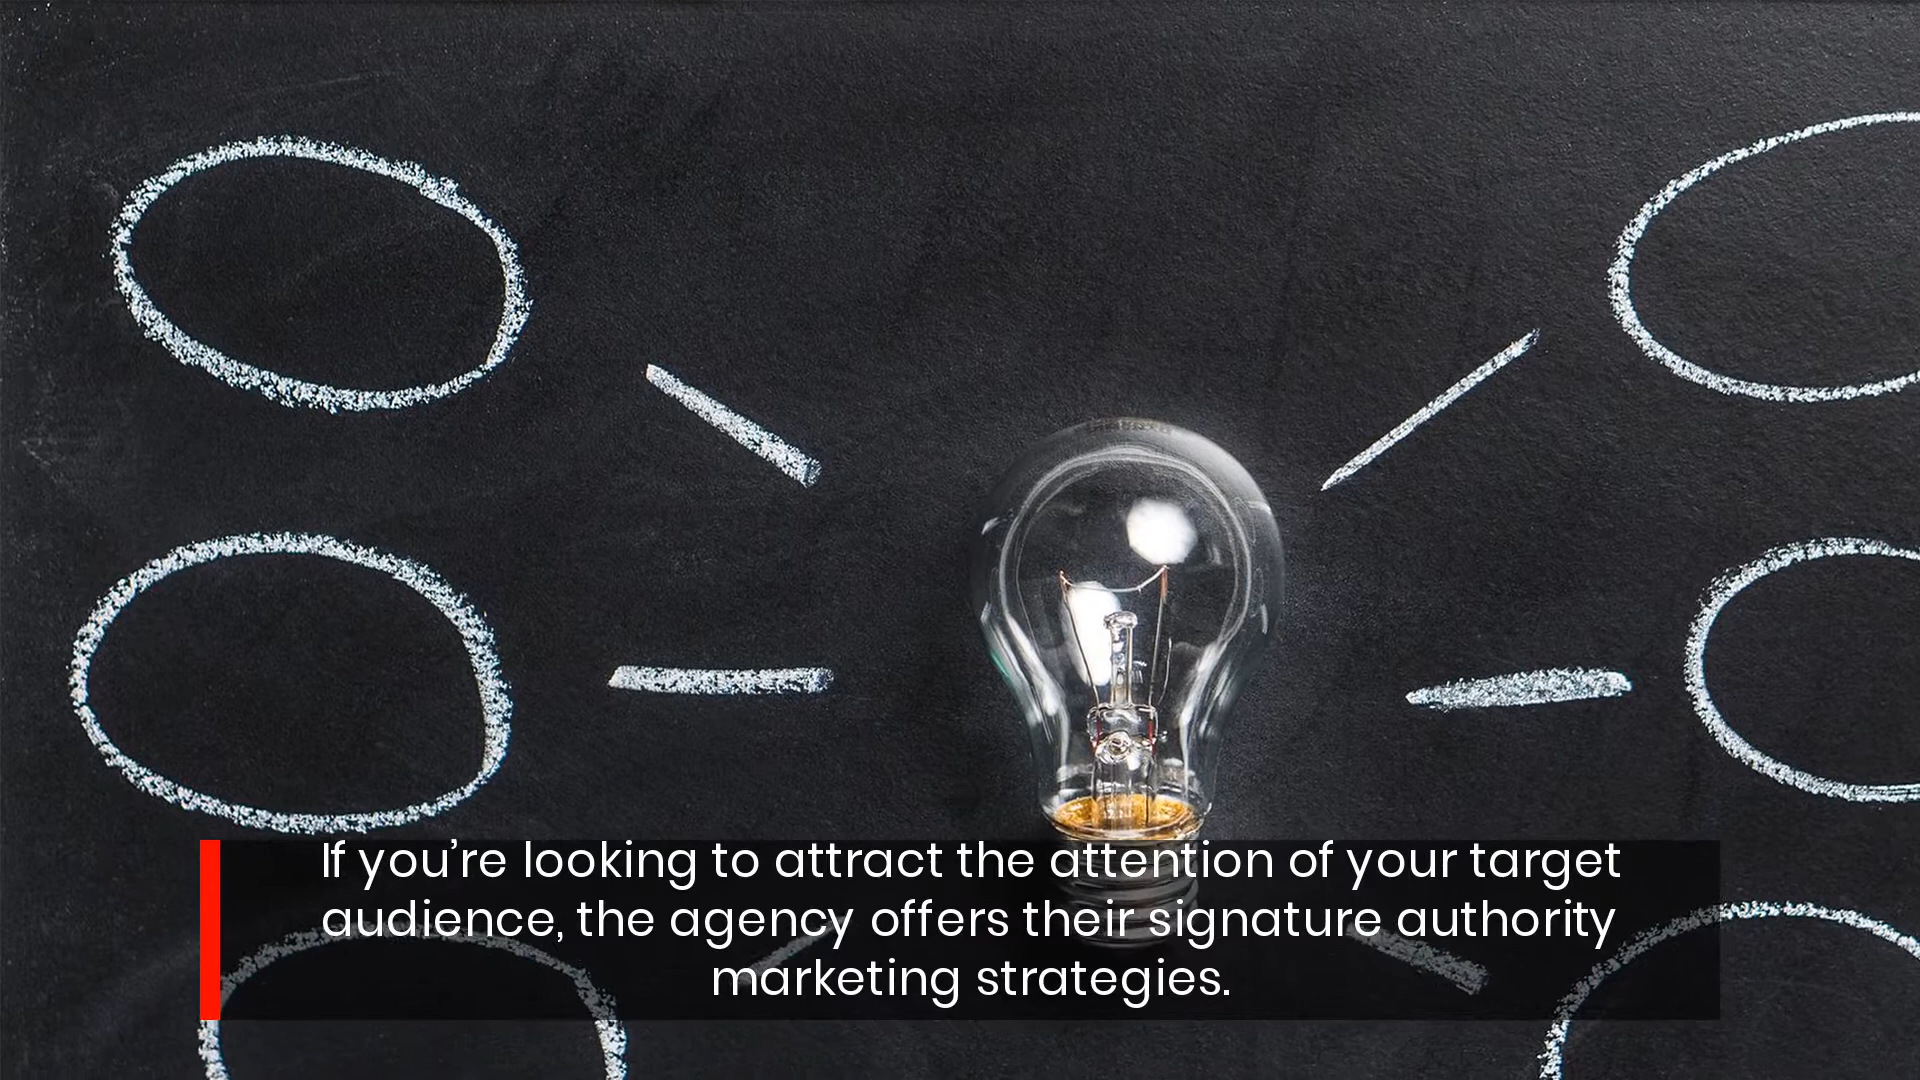 If you’re looking to attract the attention of your target
audience, the agency offers their signature authority
marketing strategies.